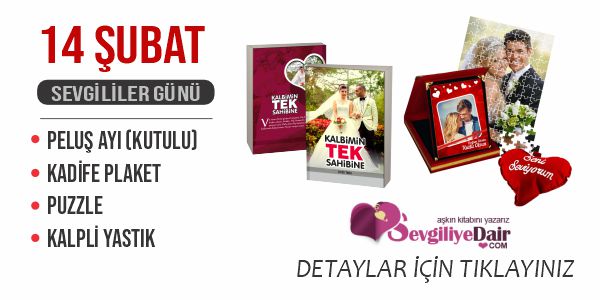 14 ŞUBAT
SEVGİLİLER GÜNÜ
PELUŞ AYI (KUTULU)
KADİFE PLAKET
PUZZLE
KALPLİ YASTIK
KALBİMİN
TEK
SAHİBİNE
KALBİMİN
TEK
SAHİBİNE
Seni
Seviyorum
aşkın kitabını yazarız
SevgiliyeDair
.COM
DETAYLAR İÇİN TIKLAYINIZ